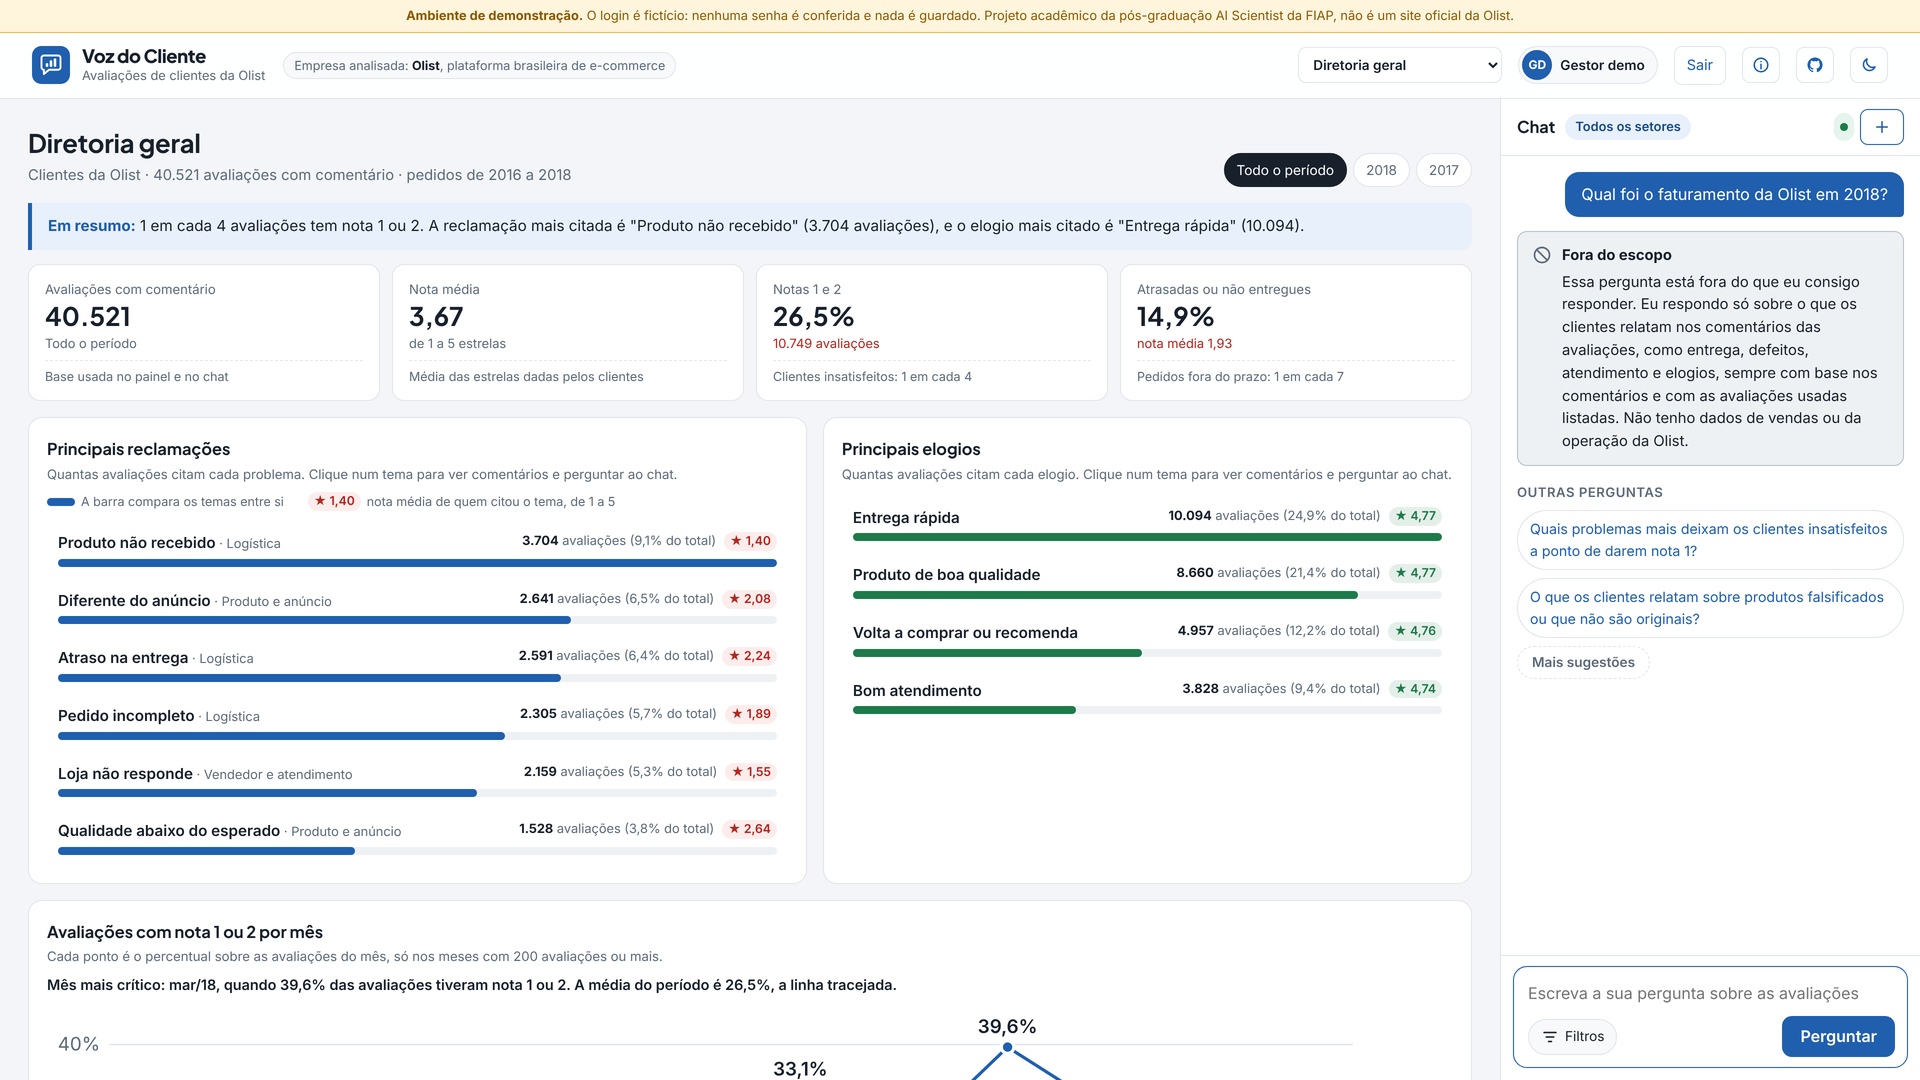 Ambiente de demonstração. O login é fictício: nenhuma senha é conferida e nada é guardado. Projeto acadêmico da pós-graduação AI Scientist da FIAP, não é um site oficial da Olist.
Voz do Cliente
Avaliações de clientes da Olist
Empresa analisada: Olist, plataforma brasileira de e-commerce
Diretoria geral
GD
Gestor demo
Sair
Diretoria geral
Clientes da Olist · 40.521 avaliações com comentário · pedidos de 2016 a 2018
Todo o período
2018
2017
Em resumo: 1 em cada 4 avaliações tem nota 1 ou 2. A reclamação mais citada é "Produto não recebido" (3.704 avaliações), e o elogio mais citado é "Entrega rápida" (10.094).
Avaliações com comentário
40.521
Todo o período
Base usada no painel e no chat
Nota média
3,67
de 1 a 5 estrelas
Média das estrelas dadas pelos clientes
Notas 1 e 2
26,5%
10.749 avaliações
Clientes insatisfeitos: 1 em cada 4
Atrasadas ou não entregues
14,9%
nota média 1,93
Pedidos fora do prazo: 1 em cada 7
Principais reclamações
Quantas avaliações citam cada problema. Clique num tema para ver comentários e perguntar ao chat.
A barra compara os temas entre si
★ 1,40
nota média de quem citou o tema, de 1 a 5
Produto não recebido · Logística
3.704 avaliações (9,1% do total) ★ 1,40
Diferente do anúncio · Produto e anúncio
2.641 avaliações (6,5% do total) ★ 2,08
Atraso na entrega · Logística
2.591 avaliações (6,4% do total) ★ 2,24
Pedido incompleto · Logística
2.305 avaliações (5,7% do total) ★ 1,89
Loja não responde · Vendedor e atendimento
2.159 avaliações (5,3% do total) ★ 1,55
Qualidade abaixo do esperado · Produto e anúncio
1.528 avaliações (3,8% do total) ★ 2,64
Principais elogios
Quantas avaliações citam cada elogio. Clique num tema para ver comentários e perguntar ao chat.
Entrega rápida
10.094 avaliações (24,9% do total) ★ 4,77
Produto de boa qualidade
8.660 avaliações (21,4% do total) ★ 4,77
Volta a comprar ou recomenda
4.957 avaliações (12,2% do total) ★ 4,76
Bom atendimento
3.828 avaliações (9,4% do total) ★ 4,74
Avaliações com nota 1 ou 2 por mês
Cada ponto é o percentual sobre as avaliações do mês, só nos meses com 200 avaliações ou mais.
Mês mais crítico: mar/18, quando 39,6% das avaliações tiveram nota 1 ou 2. A média do período é 26,5%, a linha tracejada.
39,6%
40%
33,1%
Chat
Todos os setores
Qual foi o faturamento da Olist em 2018?
Fora do escopo
Essa pergunta está fora do que eu consigo
responder. Eu respondo só sobre o que os
clientes relatam nos comentários das
avaliações, como entrega, defeitos,
atendimento e elogios, sempre com base nos
comentários e com as avaliações usadas
listadas. Não tenho dados de vendas ou da
operação da Olist.
OUTRAS PERGUNTAS
Quais problemas mais deixam os clientes insatisfeitos
a ponto de darem nota 1?
O que os clientes relatam sobre produtos falsificados
ou que não são originais?
Mais sugestões
Escreva a sua pergunta sobre as avaliações
Filtros
Perguntar